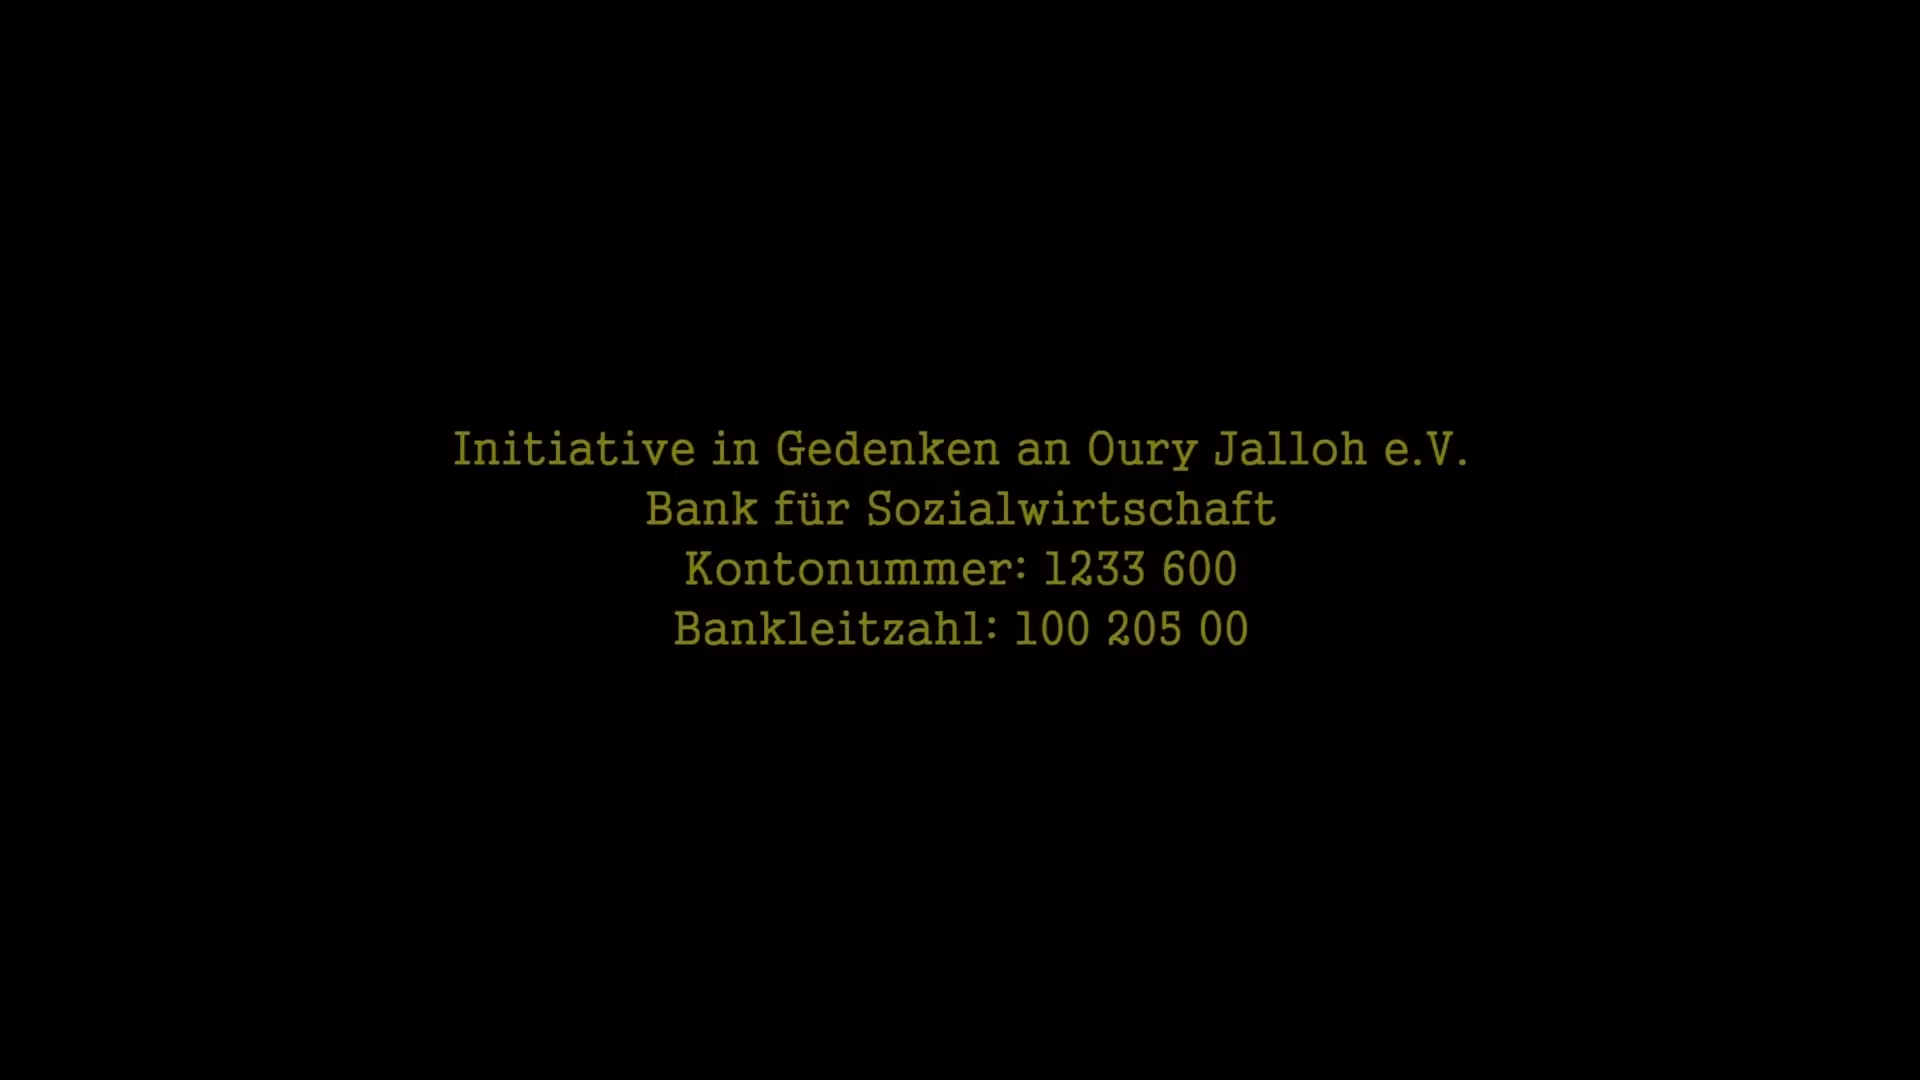 Initiative in Gedenken an Oury Jalloh e.V.
Bank für Sozialwirtschaft
Kontonummer: 1233 600
Bankleitzahl: 100 205 00